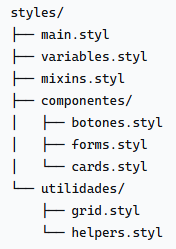 styles/
├── main.styl
├── variables.styl
├── mixins.styl
├── componentes/
│   ├── botones.styl
│   ├── forms.styl
│   └── cards.styl
└── utilidades/
    ├── grid.styl
    └── helpers.styl